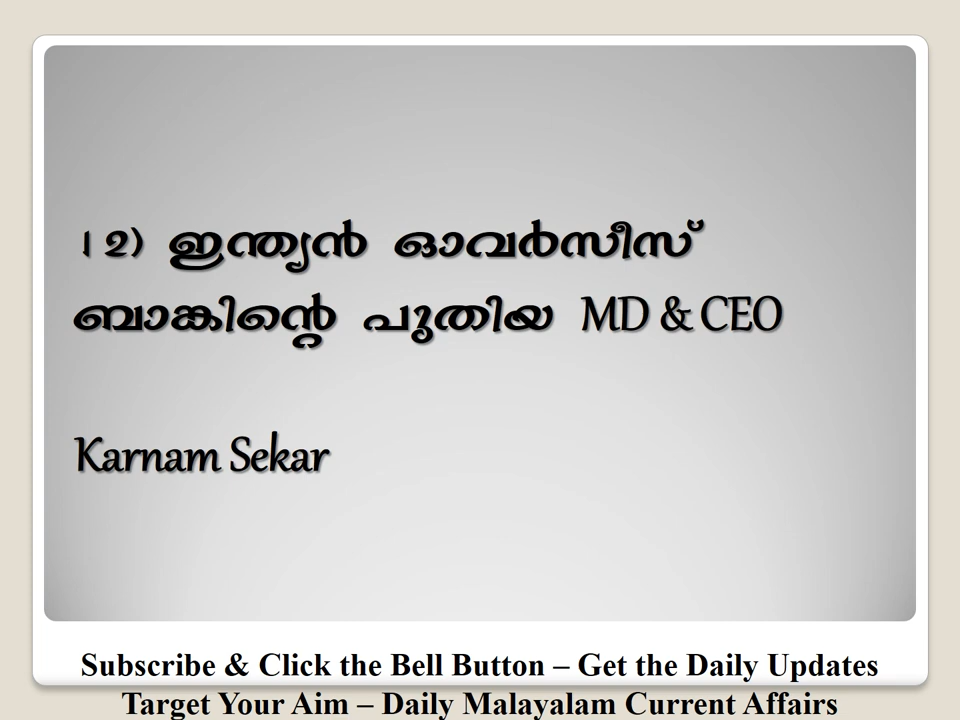 12) ഇന്ത്യൻ ഓവർസീസ്
ബാങ്കിന്റെ പുതിയ MD & CEO
Karnam Sekar
Subscribe & Click the Bell Button – Get the Daily Updates
Target Your Aim – Daily Malayalam Current Affairs